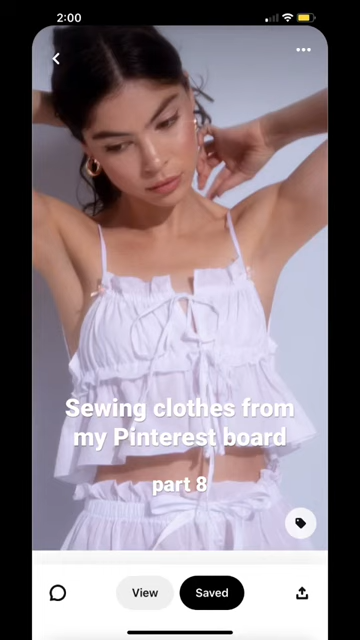 2:00
Sewing clothes from
my Pinterest board
part 8
View
Saved